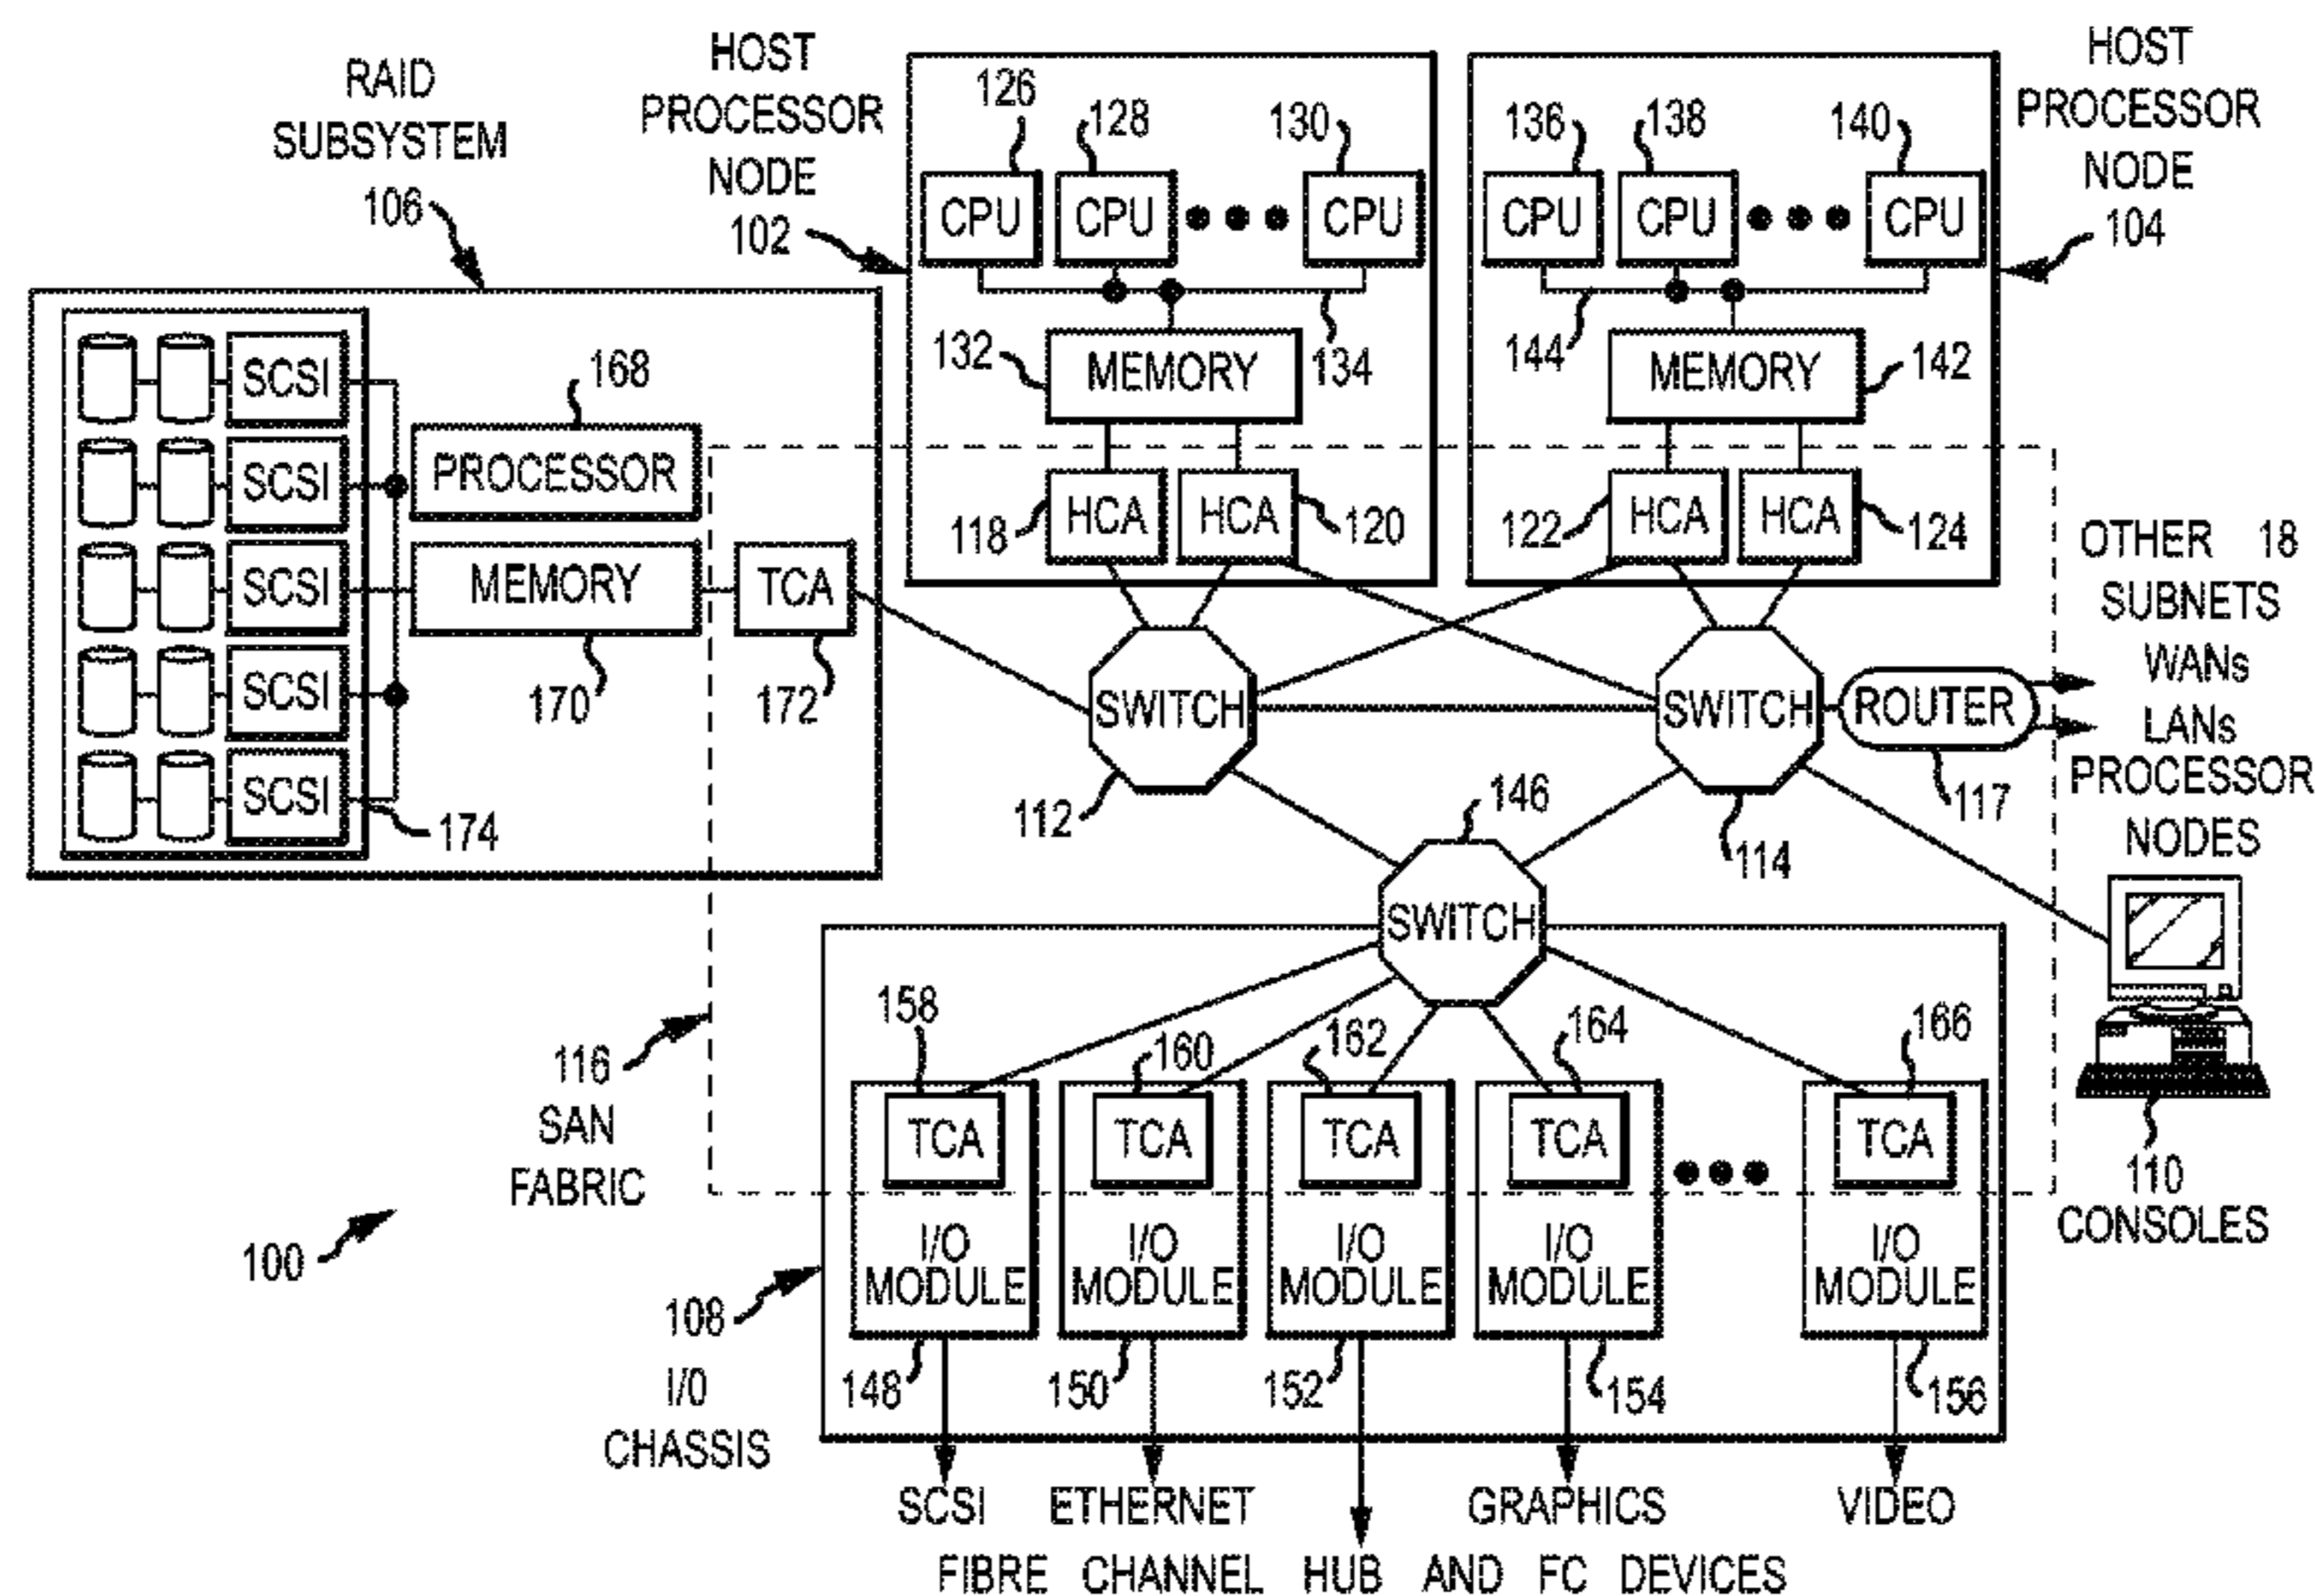 RAID
SUBSYSTEM
106
HOST
PROCESSOR
NODE
102
126
128
130
CPU
CPU
CPU
132
MEMORY
134
118
HCA
HCA
120
HOST
PROCESSOR
NODE
104
136
138
140
CPU
CPU
CPU
144
MEMORY
142
122
HCA
HCA
124
SCSI
SCSI
SCSI
SCSI
SCSI
174
168
PROCESSOR
MEMORY
170
TCA
172
SWITCH
112
SWITCH
114
ROUTER
117
OTHER 18
SUBNETS
WANs
LANs
PROCESSOR
NODES
110
CONSOLES
146
SWITCH
116
SAN
FABRIC
100
108
I/O
CHASSIS
158
160
162
164
166
TCA
TCA
TCA
TCA
TCA
I/O
MODULE
I/O
MODULE
I/O
MODULE
I/O
MODULE
I/O
MODULE
148
150
152
154
156
SCSI
ETHERNET
GRAPHICS
VIDEO
FIBRE CHANNEL HUB AND FC DEVICES